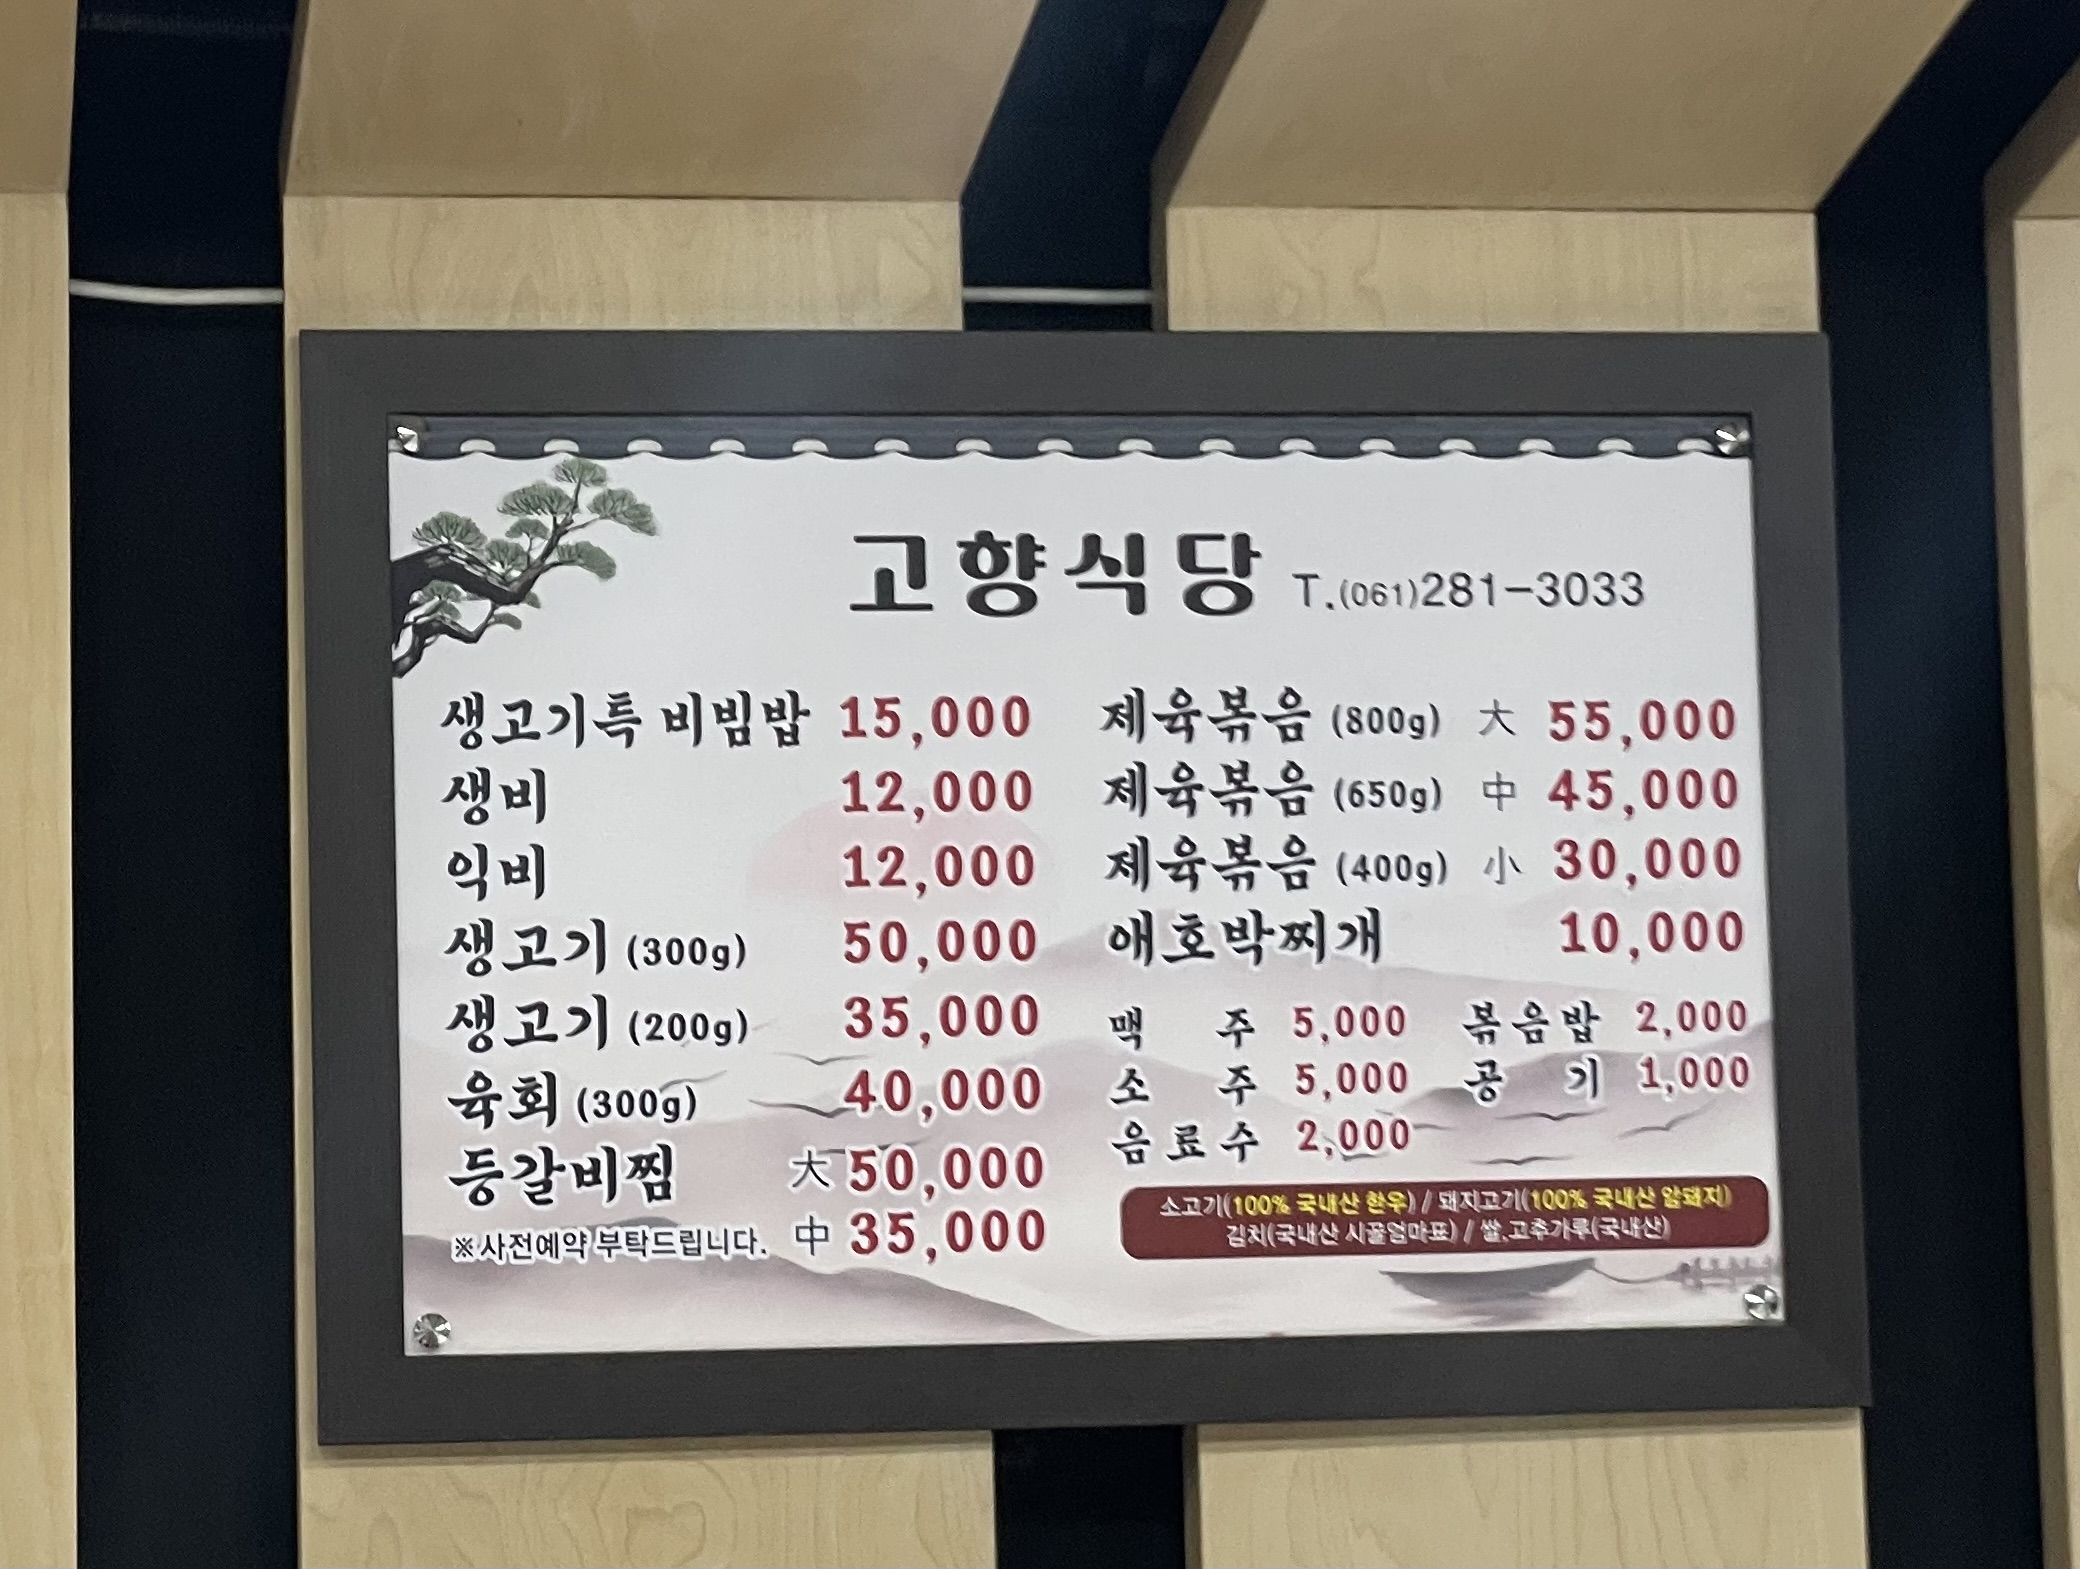 고향식당 T.(061)281-3033
생고기특 비빔밥 15,000
생비 12,000
익비 12,000
생고기 (300g) 50,000
생고기 (200g) 35,000
육회 (300g) 40,000
등갈비찜 大 50,000
※사전예약 부탁드립니다. 中 35,000
제육볶음 (800g) 大 55,000
제육볶음 (650g) 中 45,000
제육볶음 (400g) 小 30,000
애호박찌개 10,000
맥주 5,000 볶음밥 2,000
소주 5,000 공기 1,000
음료수 2,000
소고기(100% 국내산 한우) / 돼지고기(100% 국내산 암돼지)
김치(국내산 시골엄마표) / 쌀.고추가루(국내산)